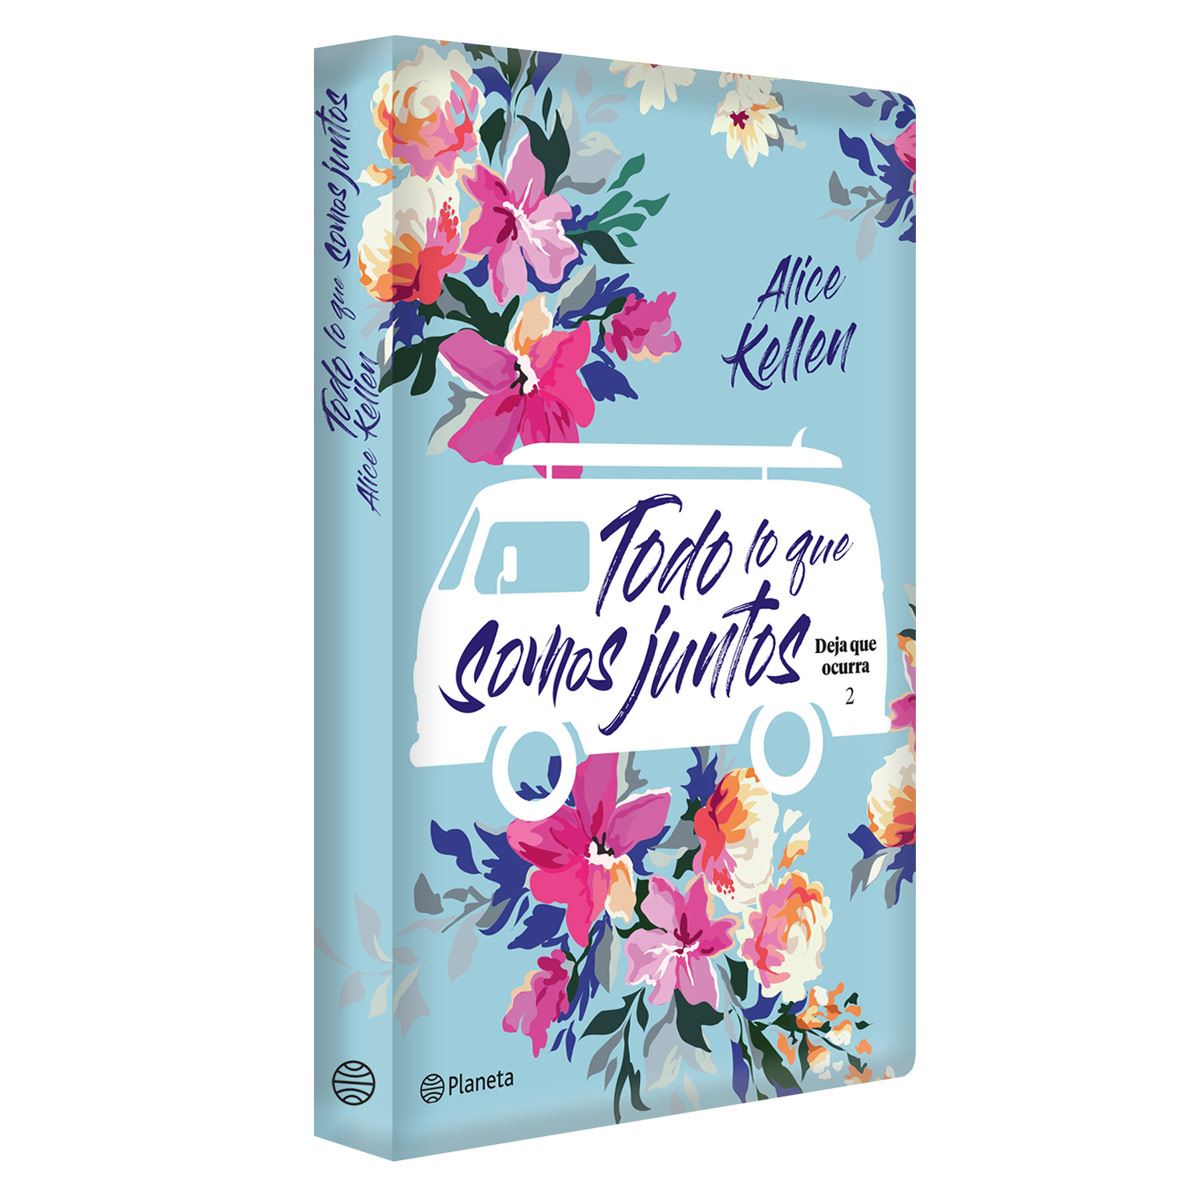 Todo lo que somos juntos
Alice Kellen
Alice
Kellen
Todo lo que
somos juntos
Deja que
ocurra
2
Planeta